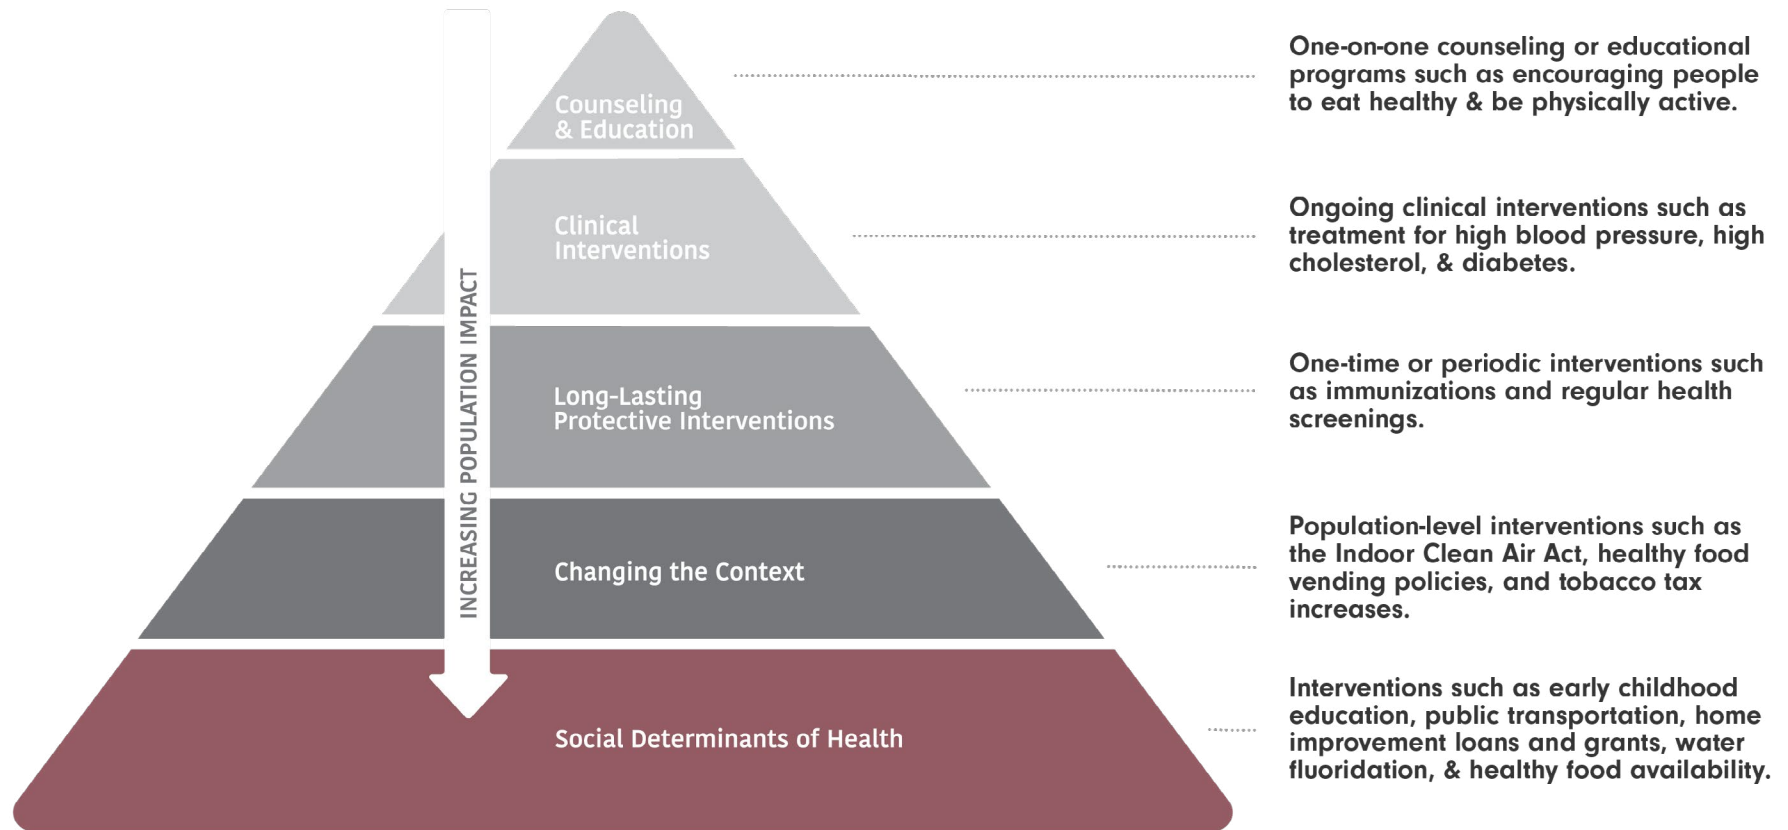 One-on-one counseling or educational
programs such as encouraging people
to eat healthy & be physically active.
Counseling
& Education
Ongoing clinical interventions such as
treatment for high blood pressure, high
cholesterol, & diabetes.
Clinical
Interventions
INCREASING POPULATION IMPACT
One-time or periodic interventions such
as immunizations and regular health
screenings.
Long-Lasting
Protective Interventions
Population-level interventions such as
the Indoor Clean Air Act, healthy food
vending policies, and tobacco tax
increases.
Changing the Context
Interventions such as early childhood
education, public transportation, home
improvement loans and grants, water
fluoridation, & healthy food availability.
Social Determinants of Health